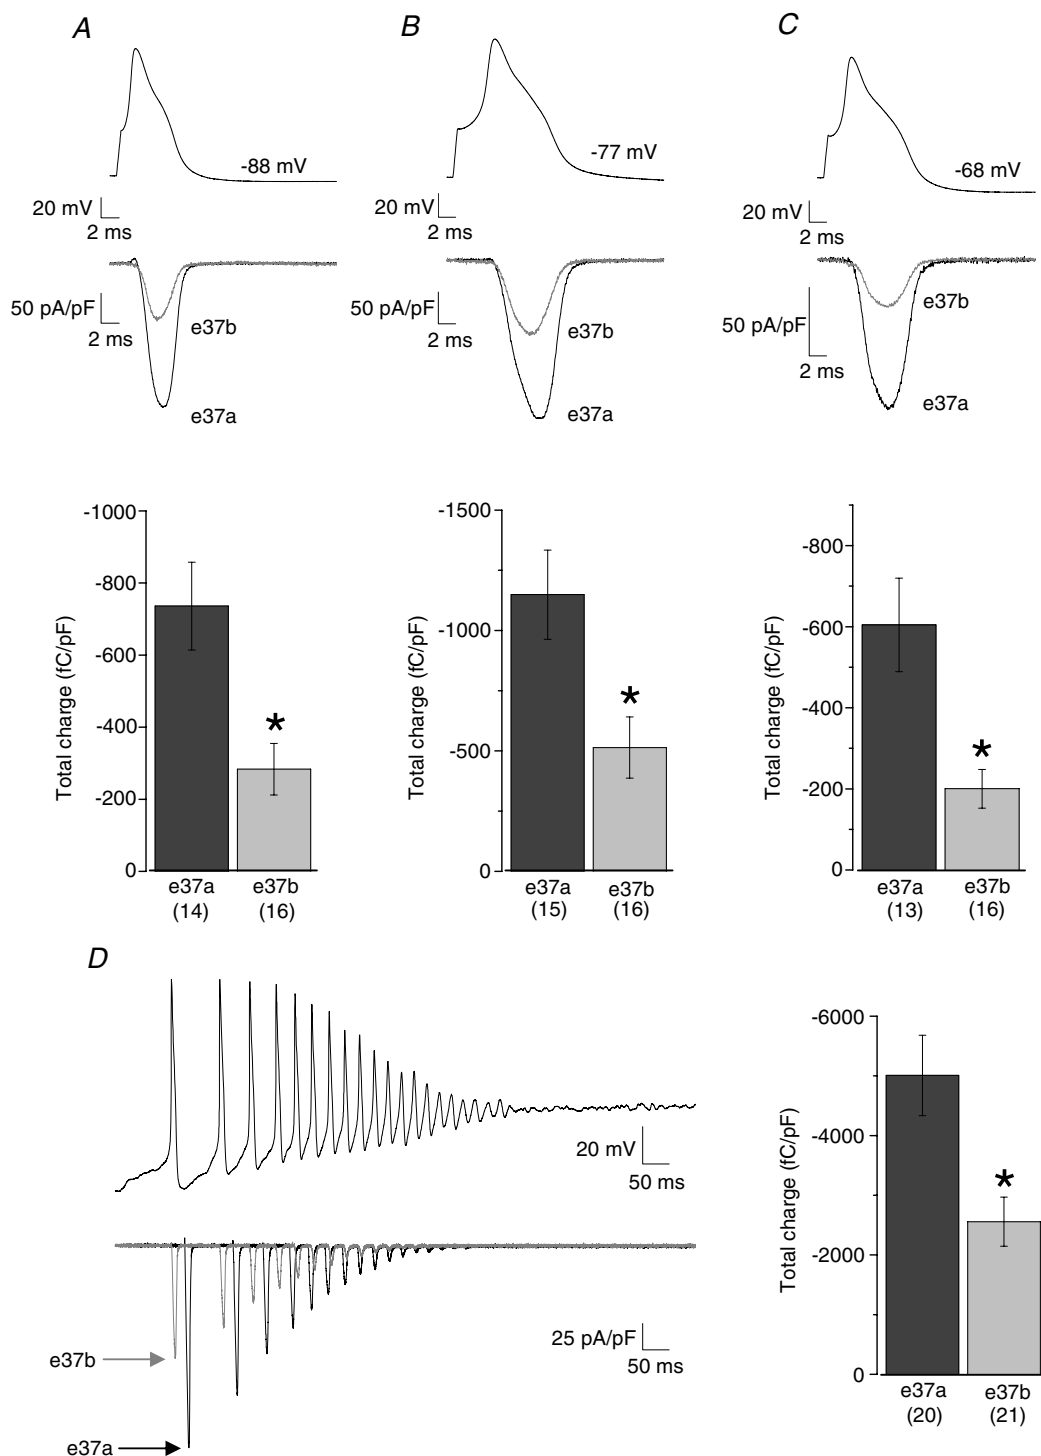 A
B
C
-88 mV
-77 mV
-68 mV
20 mV
2 ms
20 mV
2 ms
20 mV
2 ms
50 pA/pF
2 ms
e37b
e37a
50 pA/pF
2 ms
e37b
e37a
50 pA/pF
2 ms
e37b
e37a
Total charge (fC/pF)
-1000
-800
-600
-400
-200
0
*
e37a
(14)
e37b
(16)
Total charge (fC/pF)
-1500
-1000
-500
0
*
e37a
(15)
e37b
(16)
Total charge (fC/pF)
-800
-600
-400
-200
0
*
e37a
(13)
e37b
(16)
D
20 mV
50 ms
25 pA/pF
50 ms
e37b
e37a
Total charge (fC/pF)
-6000
-4000
-2000
0
*
e37a
(20)
e37b
(21)